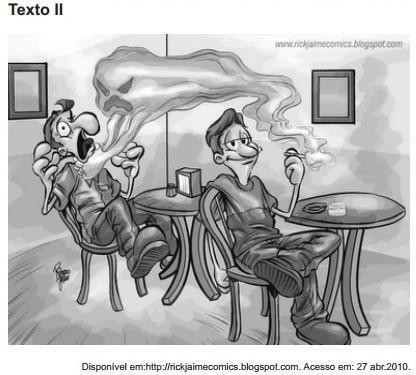 Texto II
www.rickjaimecomics.blogspot.com
Disponível em:http://rickjaimecomics.blogspot.com. Acesso em: 27 abr.2010.